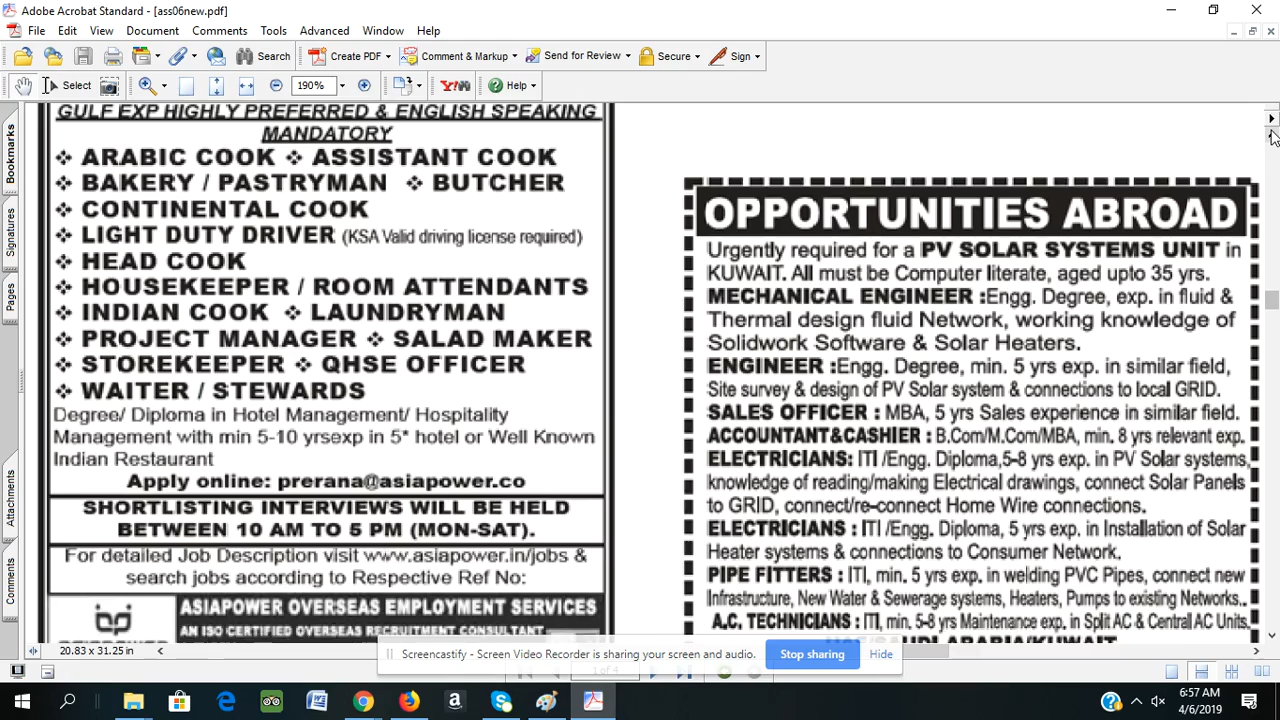 Adobe Acrobat Standard - [ass06new.pdf]
File Edit View Document Comments Tools Advanced Window Help
Search Create PDF Comment & Markup Send for Review Secure Sign
Select 190% Y! Help
Bookmarks
Signatures
Pages
Attachments
Comments
GULF EXP HIGHLY PREFERRED & ENGLISH SPEAKING
MANDATORY
❖ ARABIC COOK ❖ ASSISTANT COOK
❖ BAKERY / PASTRYMAN ❖ BUTCHER
❖ CONTINENTAL COOK
❖ LIGHT DUTY DRIVER (KSA Valid driving license required)
❖ HEAD COOK
❖ HOUSEKEEPER / ROOM ATTENDANTS
❖ INDIAN COOK ❖ LAUNDRYMAN
❖ PROJECT MANAGER ❖ SALAD MAKER
❖ STOREKEEPER ❖ QHSE OFFICER
❖ WAITER / STEWARDS
Degree/ Diploma in Hotel Management/ Hospitality
Management with min 5-10 yrsexp in 5* hotel or Well Known
Indian Restaurant
Apply online: prerana@asiapower.co
SHORTLISTING INTERVIEWS WILL BE HELD
BETWEEN 10 AM TO 5 PM (MON-SAT).
For detailed Job Description visit www.asiapower.in/jobs &
search jobs according to Respective Ref No:
ASIAPOWER OVERSEAS EMPLOYMENT SERVICES
AN ISO CERTIFIED OVERSEAS RECRUITMENT CONSULTANT
OPPORTUNITIES ABROAD
Urgently required for a PV SOLAR SYSTEMS UNIT in
KUWAIT. All must be Computer literate, aged upto 35 yrs.
MECHANICAL ENGINEER :Engg. Degree, exp. in fluid &
Thermal design fluid Network, working knowledge of
Solidwork Software & Solar Heaters.
ENGINEER :Engg. Degree, min. 5 yrs exp. in similar field,
Site survey & design of PV Solar system & connections to local GRID.
SALES OFFICER : MBA, 5 yrs Sales experience in similar field.
ACCOUNTANT&CASHIER : B.Com/M.Com/MBA, min. 8 yrs relevant exp.
ELECTRICIANS: ITI /Engg. Diploma,5-8 yrs exp. in PV Solar systems,
knowledge of reading/making Electrical drawings, connect Solar Panels
to GRID, connect/re-connect Home Wire connections.
ELECTRICIANS : ITI /Engg. Diploma, 5 yrs exp. in Installation of Solar
Heater systems & connections to Consumer Network.
PIPE FITTERS : ITI, min. 5 yrs exp. in welding PVC Pipes, connect new
Infrastructure, New Water & Sewerage systems, Heaters, Pumps to existing Networks..
A.C. TECHNICIANS : ITI, min. 5-8 yrs Maintenance exp. in Split AC & Central AC Units.
20.83 x 31.25 in
Screencastify - Screen Video Recorder is sharing your screen and audio. Stop sharing Hide
1 of 4
6:57 AM
4/6/2019